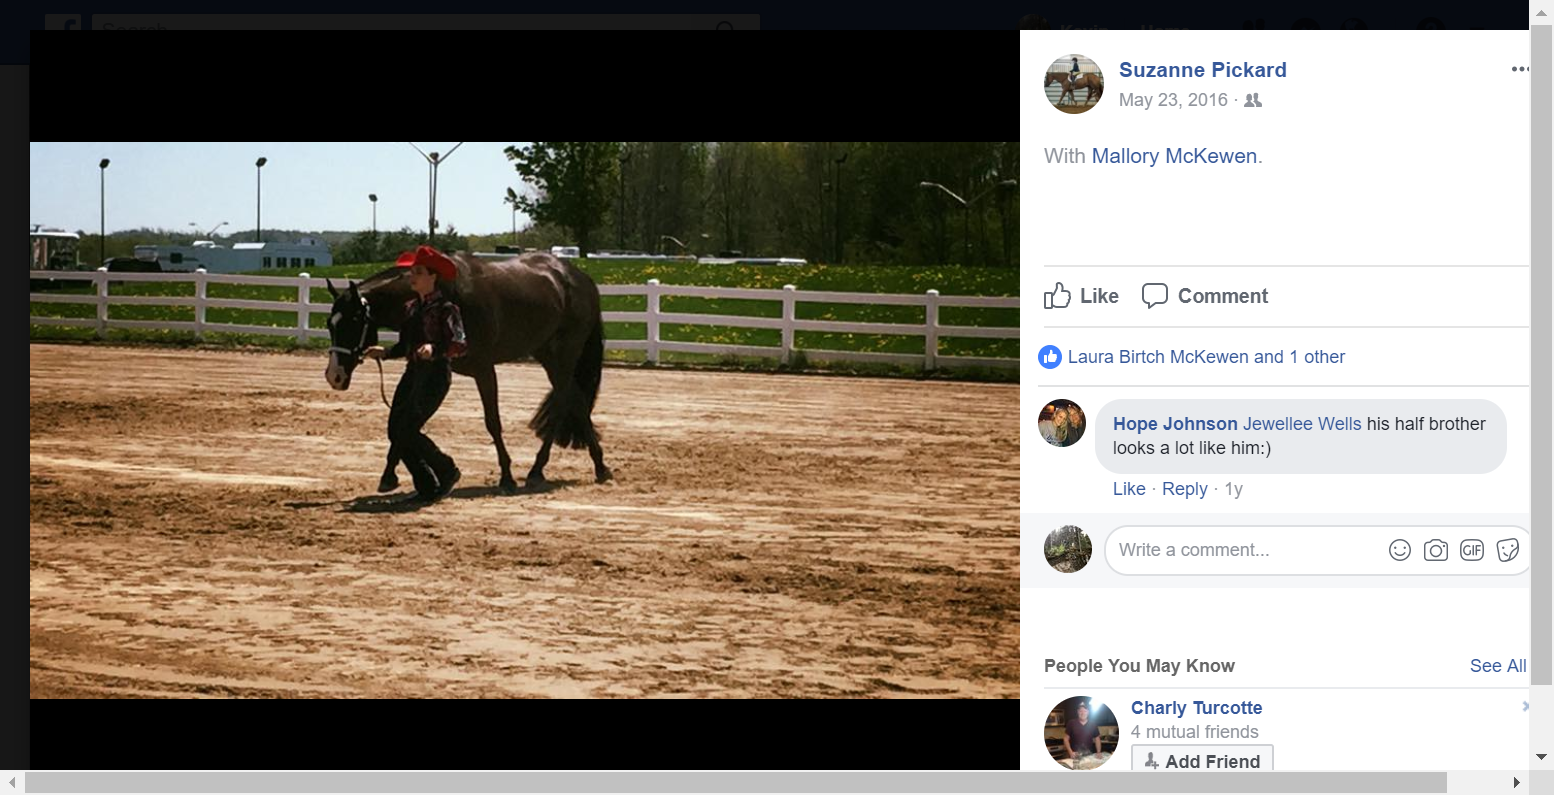 Search
Suzanne Pickard
May 23, 2016 ·
With Mallory McKewen.
Like Comment
Laura Birtch McKewen and 1 other
Hope Johnson Jewellee Wells his half brother
looks a lot like him:)
Like · Reply · 1y
Write a comment...
GIF
People You May Know
See All
Charly Turcotte
4 mutual friends
Add Friend